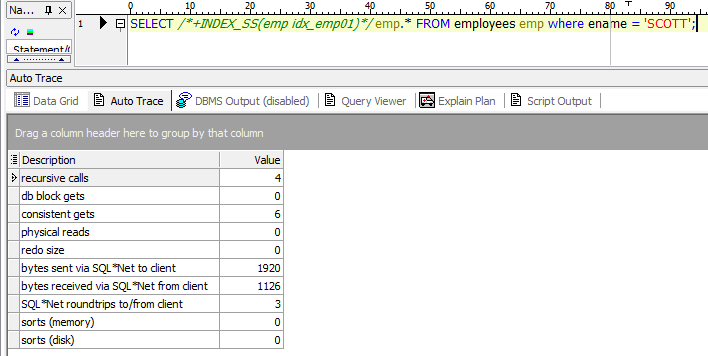 Na...
0 10 20 30 40 50 60 70 80 90
1 SELECT /*+INDEX_SS(emp idx_emp01)*/emp.* FROM employees emp where ename = 'SCOTT';
Auto Trace
Data Grid Auto Trace DBMS Output (disabled) Query Viewer Explain Plan Script Output
Drag a column header here to group by that column
Description Value
recursive calls 4
db block gets 0
consistent gets 6
physical reads 0
redo size 0
bytes sent via SQL*Net to client 1920
bytes received via SQL*Net from client 1126
SQL*Net roundtrips to/from client 3
sorts (memory) 0
sorts (disk) 0